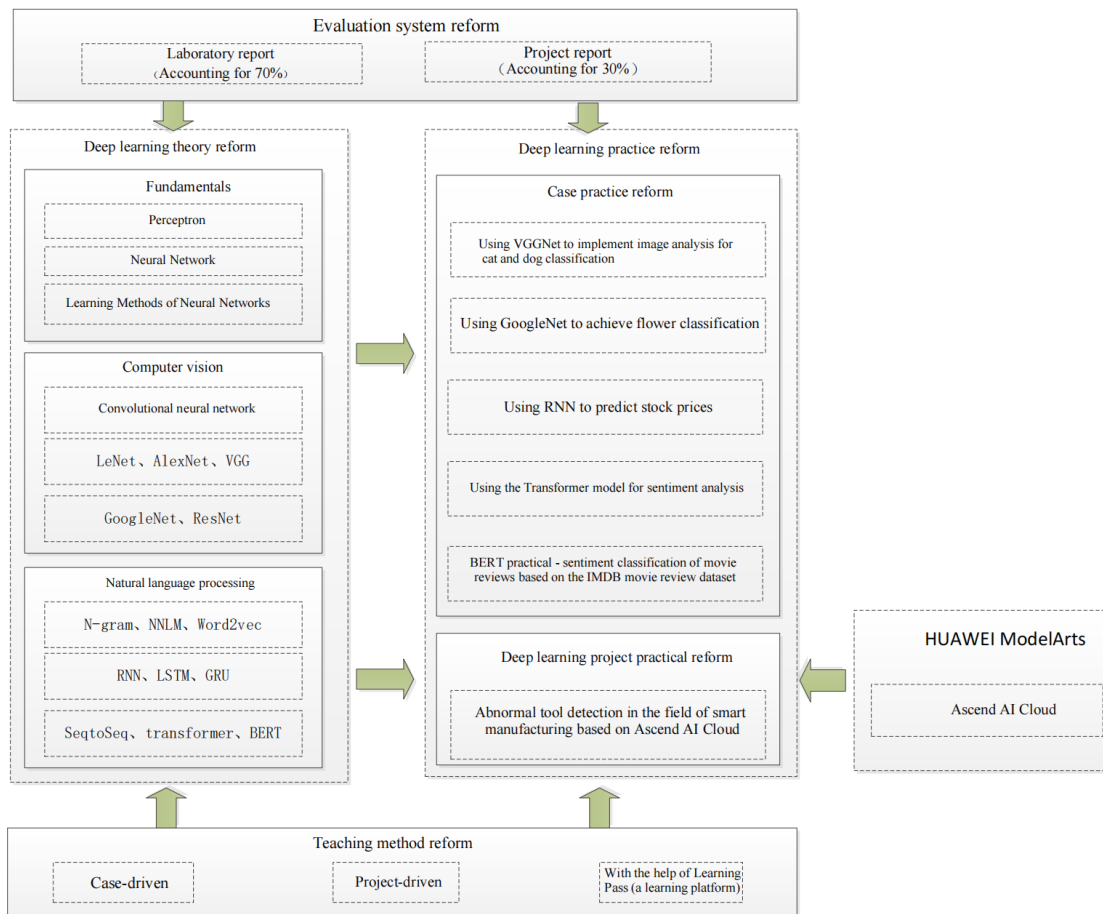 Evaluation system reform
Laboratory report
（Accounting for 70%）
Project report
（Accounting for 30%）
Deep learning theory reform
Fundamentals
Perceptron
Neural Network
Learning Methods of Neural Networks
Computer vision
Convolutional neural network
LeNet、AlexNet、VGG
GoogleNet、ResNet
Natural language processing
N-gram、NNLM、Word2vec
RNN、LSTM、GRU
SeqtoSeq、transformer、BERT
Deep learning practice reform
Case practice reform
Using VGGNet to implement image analysis for
cat and dog classification
Using GoogleNet to achieve flower classification
Using RNN to predict stock prices
Using the Transformer model for sentiment analysis
BERT practical - sentiment classification of movie
reviews based on the IMDB movie review dataset
Deep learning project practical reform
Abnormal tool detection in the field of smart
manufacturing based on Ascend AI Cloud
HUAWEI ModelArts
Ascend AI Cloud
Teaching method reform
Case-driven
Project-driven
With the help of Learning
Pass (a learning platform)